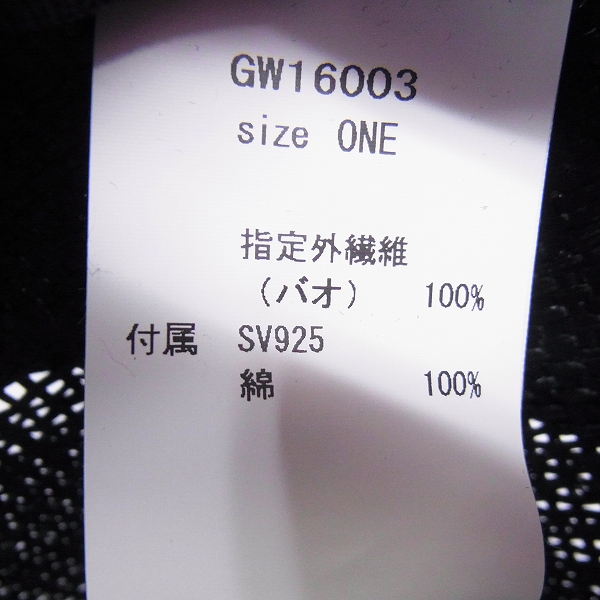 GW16003
size ONE
指定外繊維
（バオ） 100%
付属 SV925
綿 100%